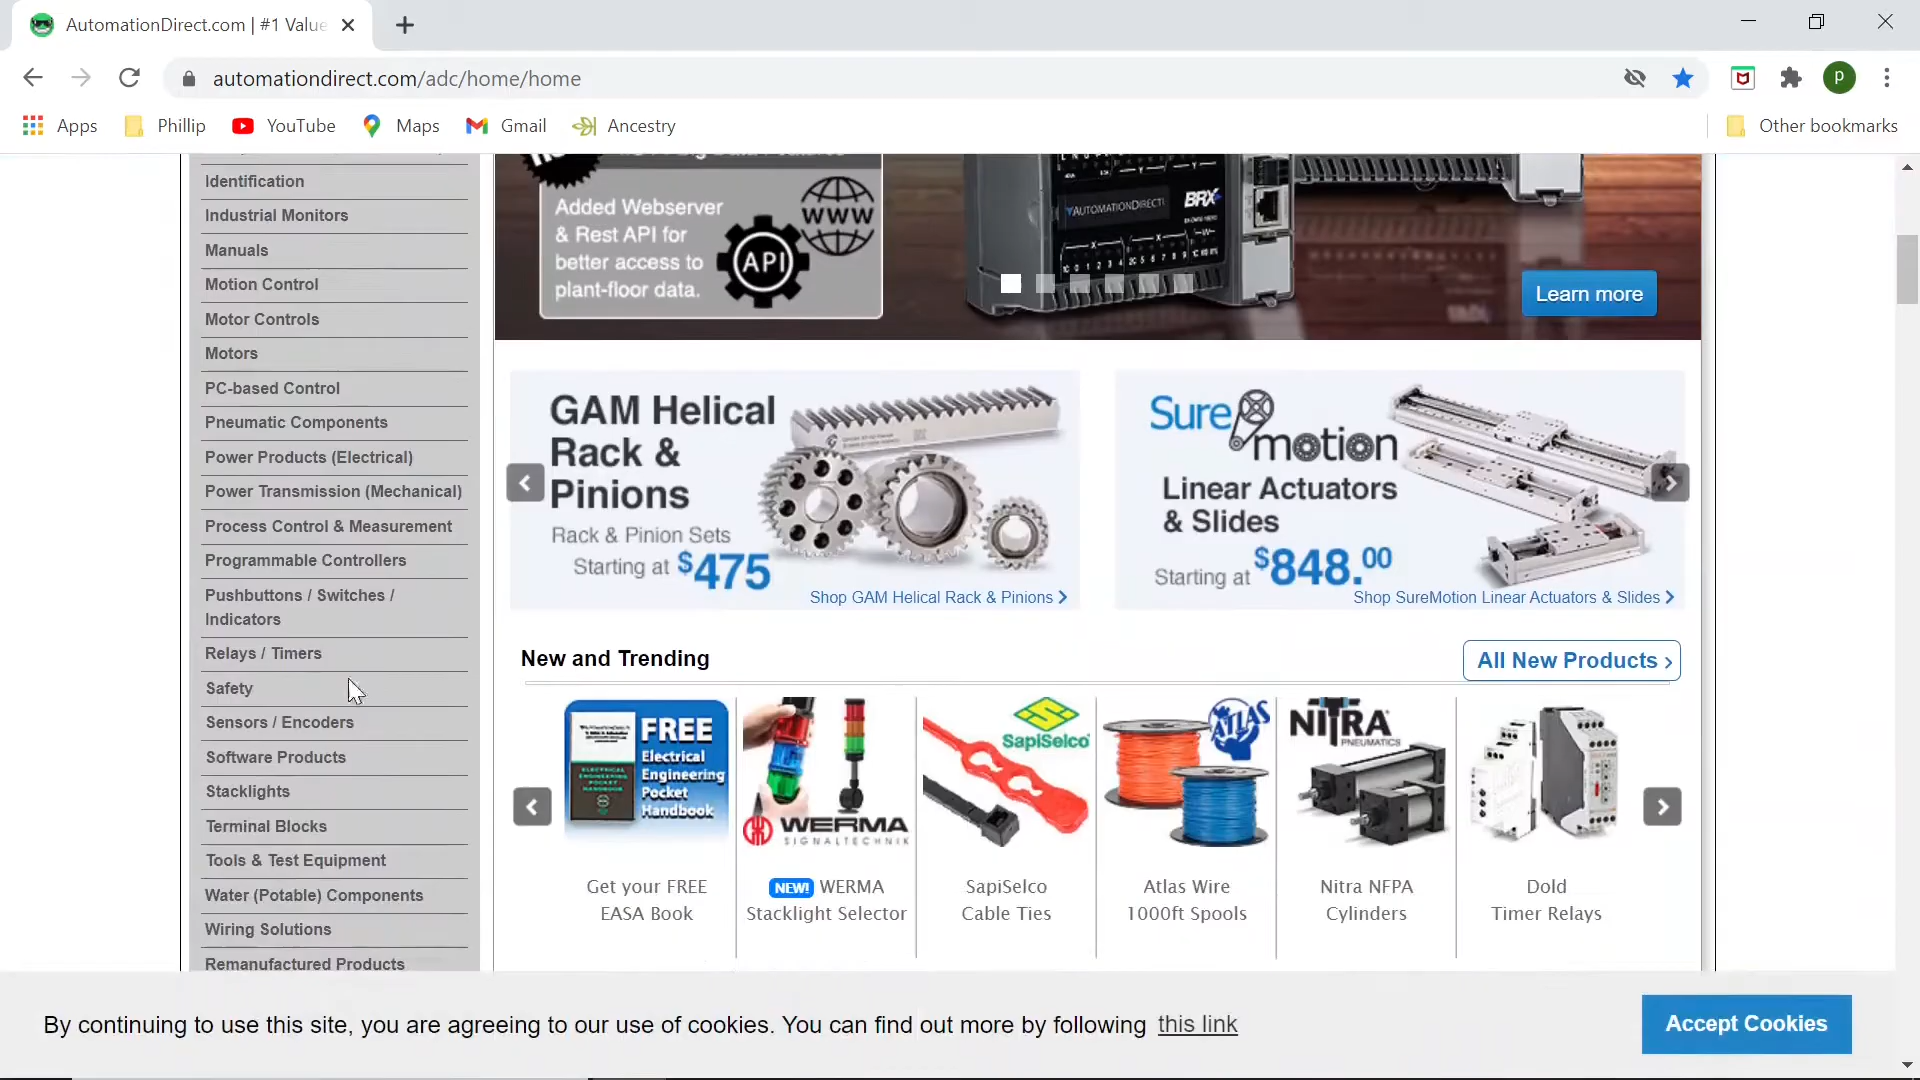 AutomationDirect.com | #1 Value
automationdirect.com/adc/home/home
P
Apps
Phillip
YouTube
Maps
Gmail
Ancestry
Other bookmarks
Identification
Industrial Monitors
Manuals
Motion Control
Motor Controls
Motors
PC-based Control
Pneumatic Components
Power Products (Electrical)
Power Transmission (Mechanical)
Process Control & Measurement
Programmable Controllers
Pushbuttons / Switches /
Indicators
Relays / Timers
Safety
Sensors / Encoders
Software Products
Stacklights
Terminal Blocks
Tools & Test Equipment
Water (Potable) Components
Wiring Solutions
Remanufactured Products
Added Webserver
& Rest API for
better access to
plant-floor data.
WWW
API
AUTOMATIONDIRECT
BRX
Learn more
GAM Helical
Rack &
Pinions
Rack & Pinion Sets
Starting at $475
Shop GAM Helical Rack & Pinions
Sure motion
Linear Actuators
& Slides
Starting at $848.00
Shop SureMotion Linear Actuators & Slides
New and Trending
All New Products
FREE
Electrical
Engineering
Pocket
Handbook
Get your FREE
EASA Book
WERMA
SIGNALTECHNIK
NEW! WERMA
Stacklight Selector
SapiSelco
SapiSelco
Cable Ties
ATLAS
Atlas Wire
1000ft Spools
NITRA
PNEUMATICS
Nitra NFPA
Cylinders
Dold
Timer Relays
By continuing to use this site, you are agreeing to our use of cookies. You can find out more by following this link
Accept Cookies